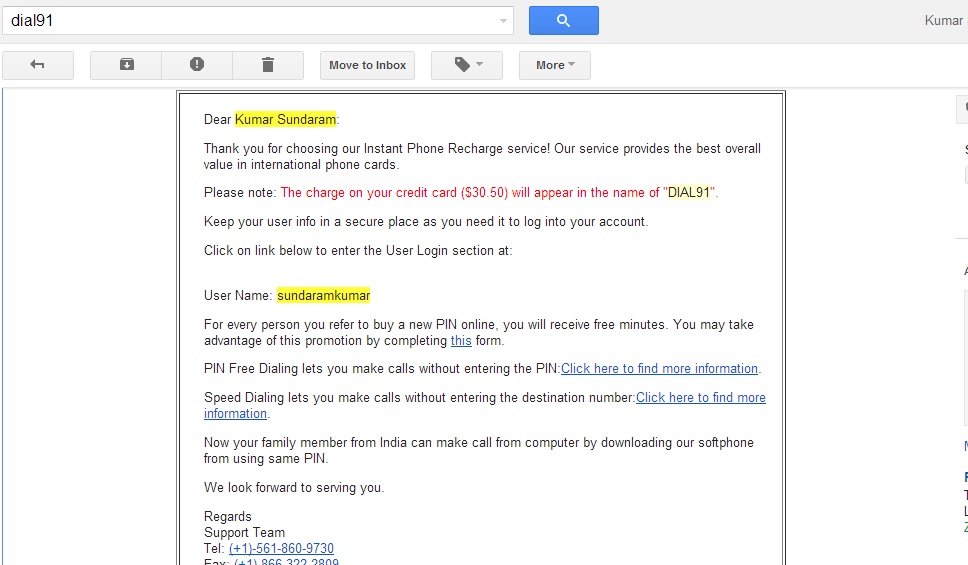 dial91
Kumar
Move to Inbox
More
Dear Kumar Sundaram:
Thank you for choosing our Instant Phone Recharge service! Our service provides the best overall
value in international phone cards.
Please note: The charge on your credit card ($30.50) will appear in the name of "DIAL91".
Keep your user info in a secure place as you need it to log into your account.
Click on link below to enter the User Login section at:
User Name: sundaramkumar
For every person you refer to buy a new PIN online, you will receive free minutes. You may take
advantage of this promotion by completing this form.
PIN Free Dialing lets you make calls without entering the PIN:Click here to find more information.
Speed Dialing lets you make calls without entering the destination number:Click here to find more
information.
Now your family member from India can make call from computer by downloading our softphone
from using same PIN.
We look forward to serving you.
Regards
Support Team
Tel: (+1)-561-860-9730
Fax: (+1) 866 322 2809